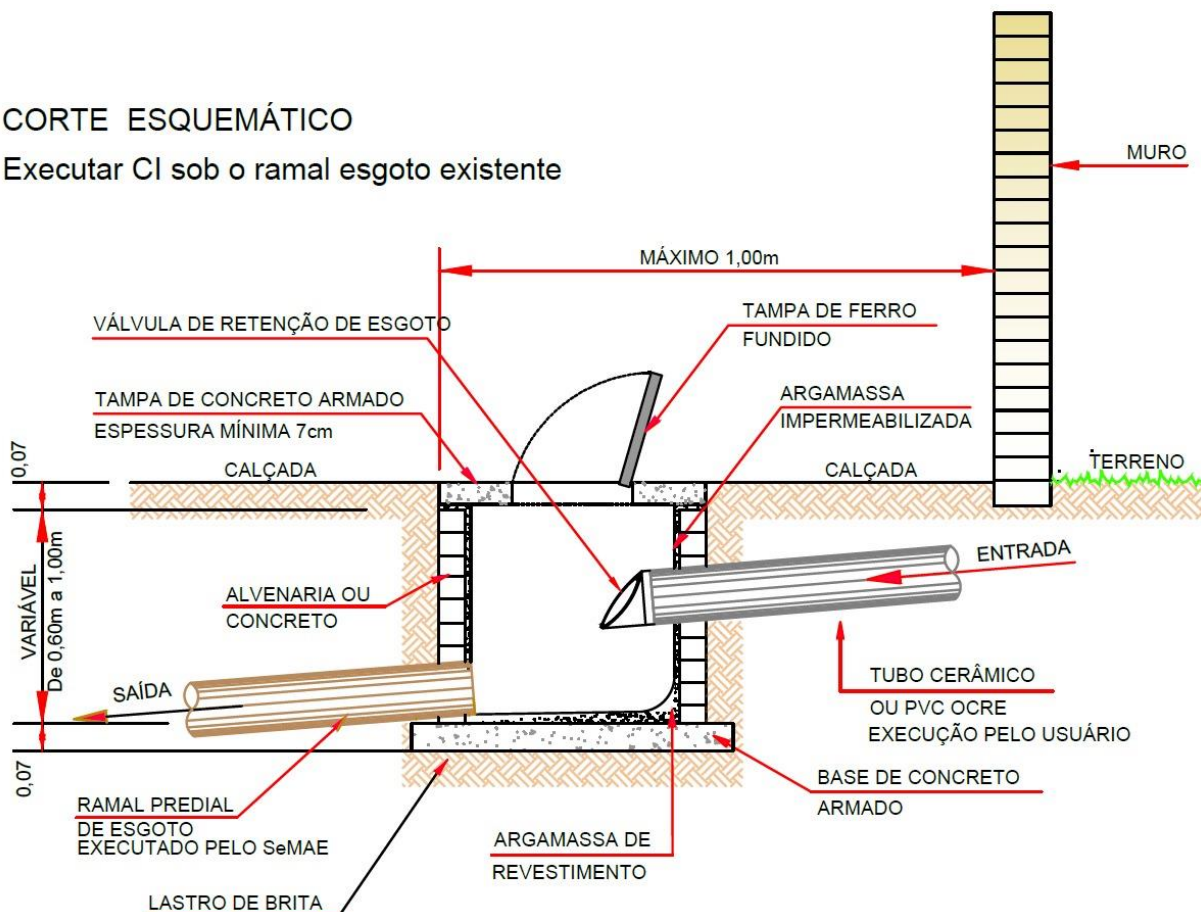 CORTE ESQUEMÁTICO
Executar CI sob o ramal esgoto existente
MURO
MÁXIMO 1,00m
VÁLVULA DE RETENÇÃO DE ESGOTO
TAMPA DE FERRO
FUNDIDO
TAMPA DE CONCRETO ARMADO
ESPESSURA MÍNIMA 7cm
ARGAMASSA
IMPERMEABILIZADA
0,07
CALÇADA
CALÇADA
TERRENO
VARIÁVEL
De 0,60m a 1,00m
ALVENARIA OU
CONCRETO
ENTRADA
SAÍDA
TUBO CERÂMICO
OU PVC OCRE
EXECUÇÃO PELO USUÁRIO
0,07
RAMAL PREDIAL
DE ESGOTO
EXECUTADO PELO SeMAE
BASE DE CONCRETO
ARMADO
ARGAMASSA DE
REVESTIMENTO
LASTRO DE BRITA